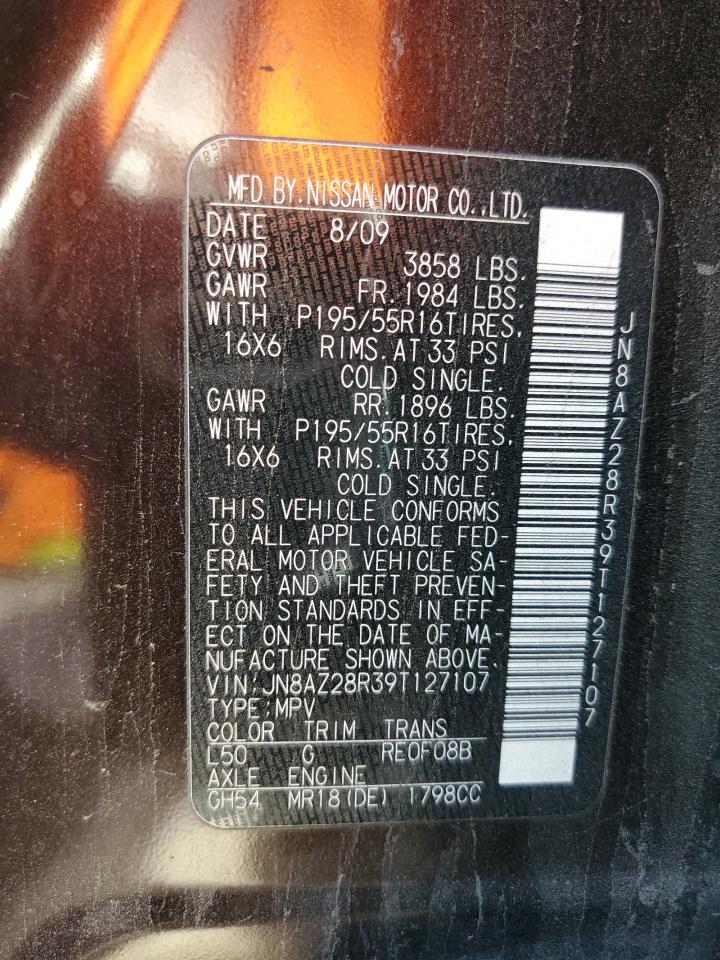 MFD BY.NISSAN MOTOR CO.,LTD.
DATE 8/09
GVWR 3858 LBS.
GAWR FR.1984 LBS.
WITH P195/55R16TIRES,
16X6 RIMS.AT 33 PSI
COLD SINGLE.
GAWR RR.1896 LBS.
WITH P195/55R16TIRES,
16X6 RIMS.AT 33 PSI
COLD SINGLE.
THIS VEHICLE CONFORMS
TO ALL APPLICABLE FED-
ERAL MOTOR VEHICLE SA-
FETY AND THEFT PREVEN-
TION STANDARDS IN EFF-
ECT ON THE DATE OF MA-
NUFACTURE SHOWN ABOVE.
VIN:JN8AZ28R39T127107
TYPE:MPV
COLOR TRIM TRANS
L50 G RE0F08B
AXLE ENGINE
GH54 MR18(DE) 1798CC
JN8AZ28R39T127107